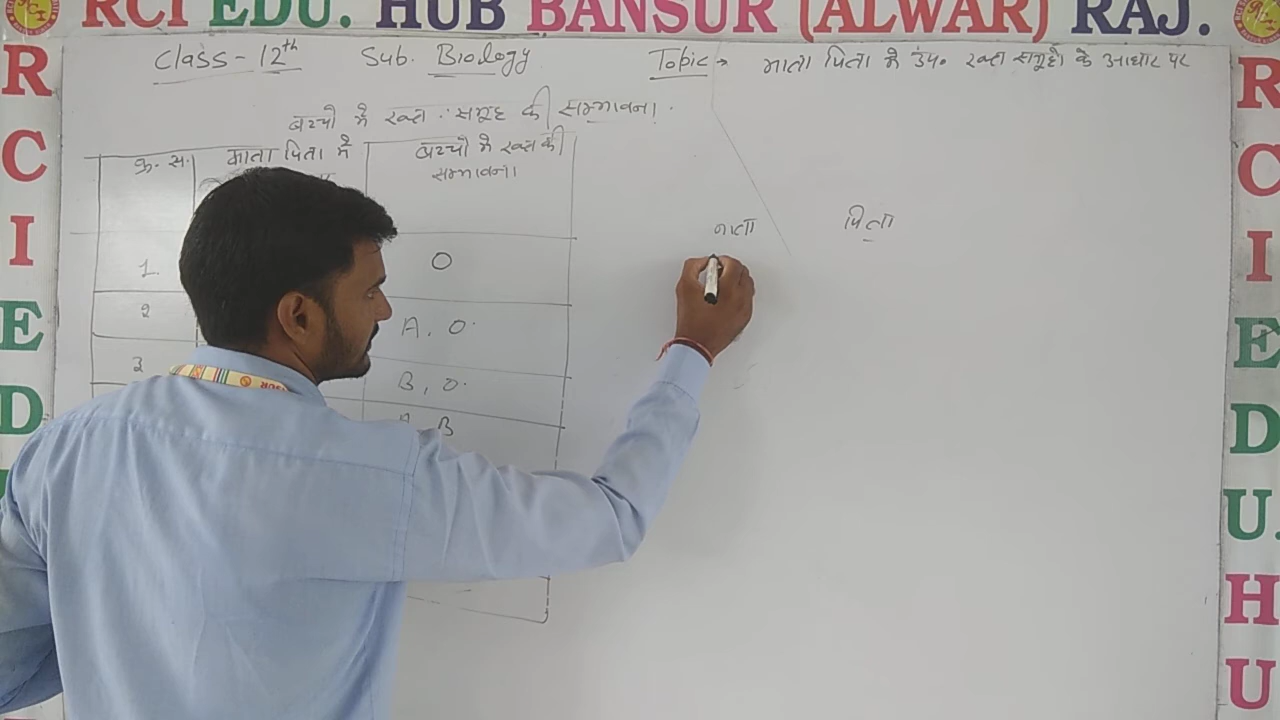 RCI EDU. HUB BANSUR (ALWAR) RAJ.
Class - 12th Sub. Biology Topic → माता पिता मे उप० रक्त समूहो के आधार पर
बच्चो मे रक्त समूह की सम्भावना।
क्र. स. माता पिता मे बच्चो मे रक्त की
सम्भावना
माता पिता
1. O
2 A, O
3 B, O
B
R
C
I
E
D
R
C
I
E
D
U.
H
U